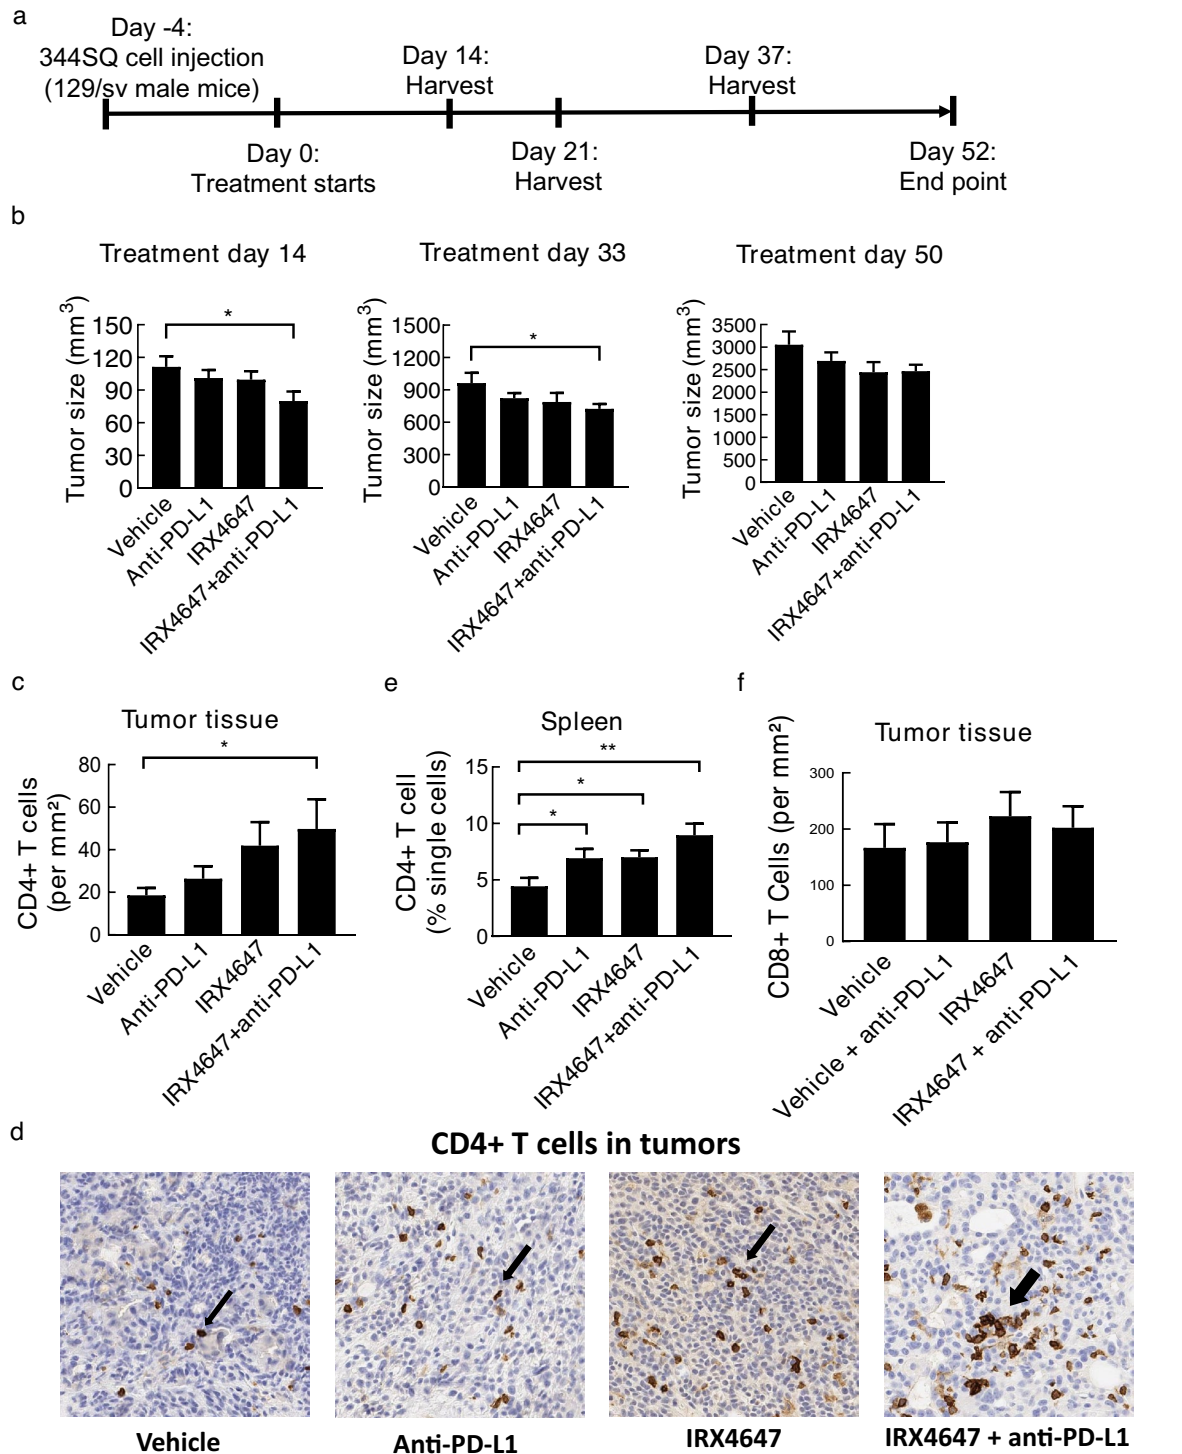 a
Day -4:
344SQ cell injection
(129/sv male mice)
Day 14:
Harvest
Day 37:
Harvest
Day 0:
Treatment starts
Day 21:
Harvest
Day 52:
End point
b
Treatment day 14
Tumor size (mm³)
150
120
90
60
30
0
*
Vehicle
Anti-PD-L1
IRX4647
IRX4647+anti-PD-L1
Treatment day 33
Tumor size (mm³)
1500
1200
900
600
300
0
*
Vehicle
Anti-PD-L1
IRX4647
IRX4647+anti-PD-L1
Treatment day 50
Tumor size (mm³)
3500
3000
2500
2000
1500
1000
500
0
Vehicle
Anti-PD-L1
IRX4647
IRX4647+anti-PD-L1
c
Tumor tissue
CD4+ T cells
(per mm²)
80
60
40
20
0
*
Vehicle
Anti-PD-L1
IRX4647
IRX4647+anti-PD-L1
e
Spleen
CD4+ T cell
(% single cells)
15
10
5
0
**
*
*
Vehicle
Anti-PD-L1
IRX4647
IRX4647+anti-PD-L1
f
Tumor tissue
CD8+ T Cells (per mm²)
300
200
100
0
Vehicle
Vehicle + anti-PD-L1
IRX4647
IRX4647 + anti-PD-L1
d
CD4+ T cells in tumors
Vehicle
Anti-PD-L1
IRX4647
IRX4647 + anti-PD-L1